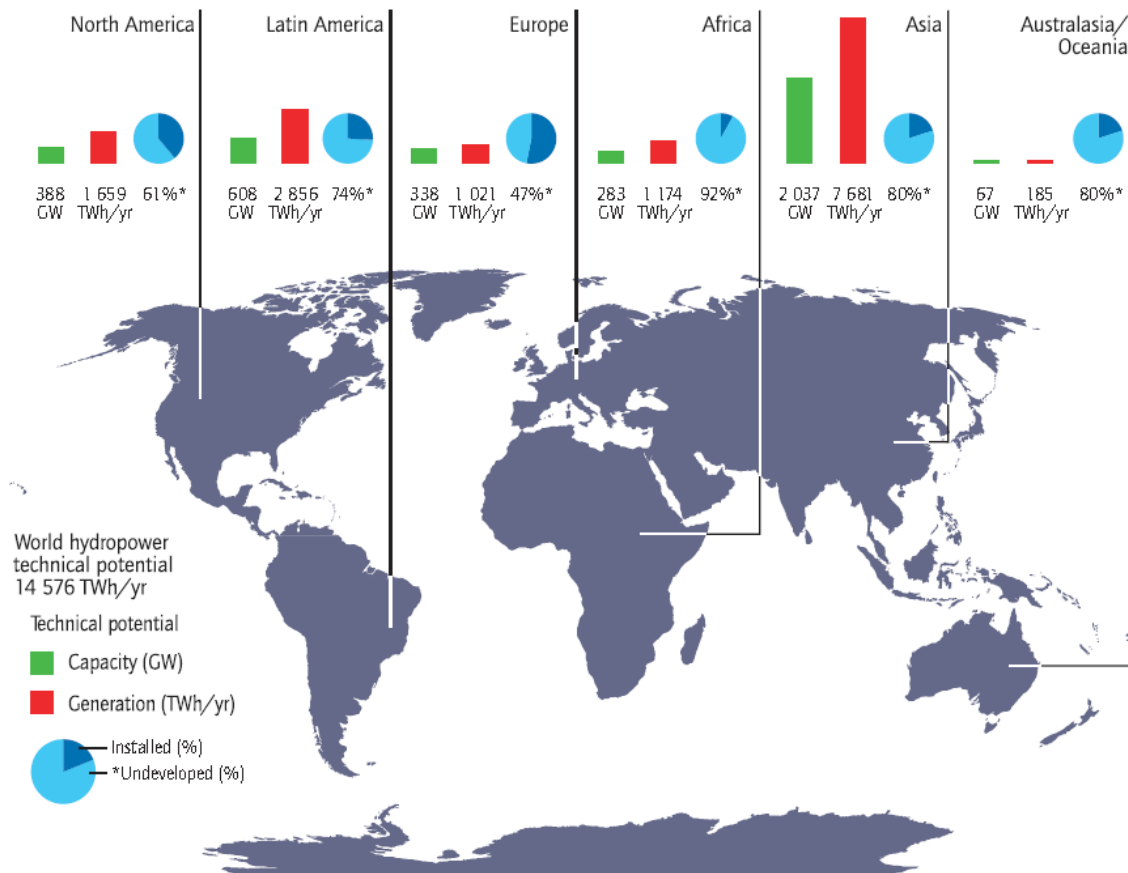 North America
388
GW
1 659
TWh/yr
61%*
Latin America
608
GW
2 856
TWh/yr
74%*
Europe
338
GW
1 021
TWh/yr
47%*
Africa
283
GW
1 174
TWh/yr
92%*
Asia
2 037
GW
7 681
TWh/yr
80%*
Australasia/
Oceania
67
GW
185
TWh/yr
80%*
World hydropower
technical potential
14 576 TWh/yr
Technical potential
Capacity (GW)
Generation (TWh/yr)
Installed (%)
*Undeveloped (%)